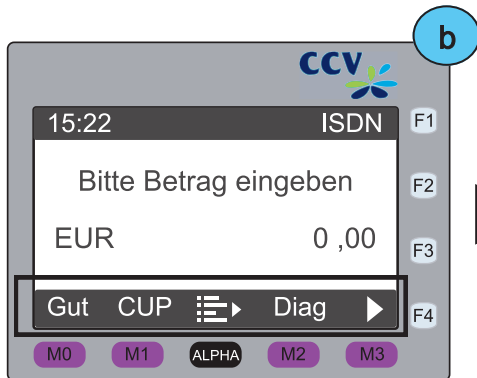 b
CCV
15:22 ISDN F1
Bitte Betrag eingeben F2
EUR 0 ,00 F3
Gut CUP Diag F4
M0 M1 ALPHA M2 M3